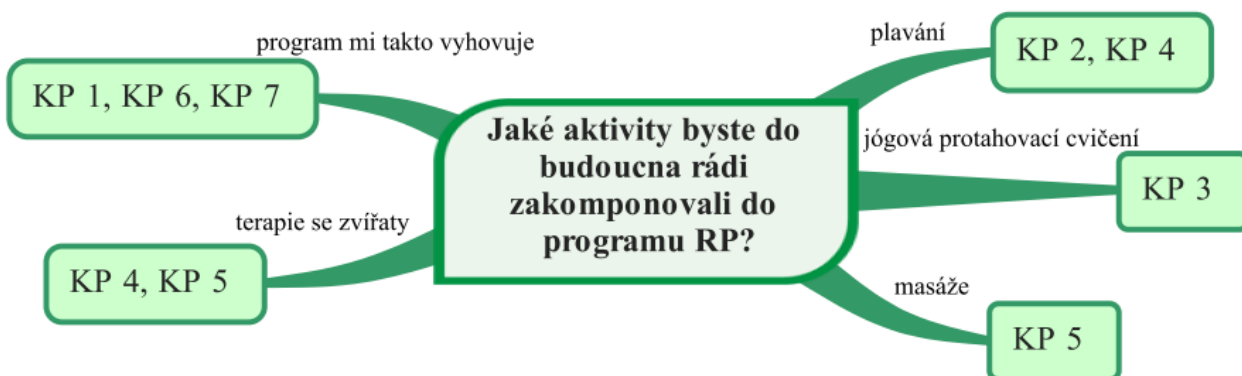 program mi takto vyhovuje
KP 1, KP 6, KP 7
terapie se zvířaty
KP 4, KP 5
Jaké aktivity byste do
budoucna rádi
zakomponovali do
programu RP?
plavání
KP 2, KP 4
jógová protahovací cvičení
KP 3
masáže
KP 5